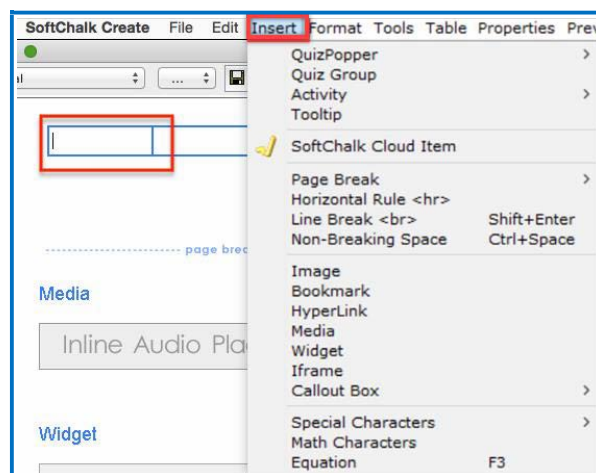 SoftChalk Create File Edit Insert Format Tools Table Properties Prev
al ...
QuizPopper >
Quiz Group
Activity >
Tooltip
SoftChalk Cloud Item
Page Break >
Horizontal Rule <hr>
Line Break <br> Shift+Enter
Non-Breaking Space Ctrl+Space
page brec
Image
Bookmark
Media
HyperLink
Media
Inline Audio Pla
Widget
Iframe
Callout Box >
Special Characters >
Widget
Math Characters
Equation F3